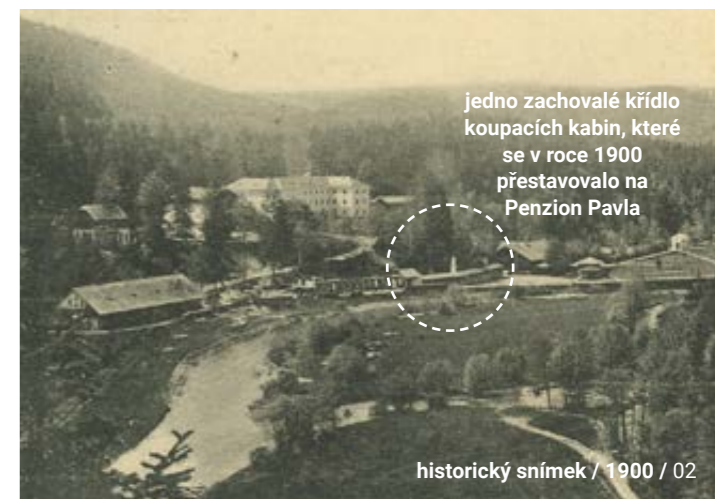 jedno zachovalé křídlo
koupacích kabin, které
se v roce 1900
přestavovalo na
Penzion Pavla
historický snímek / 1900 / 02